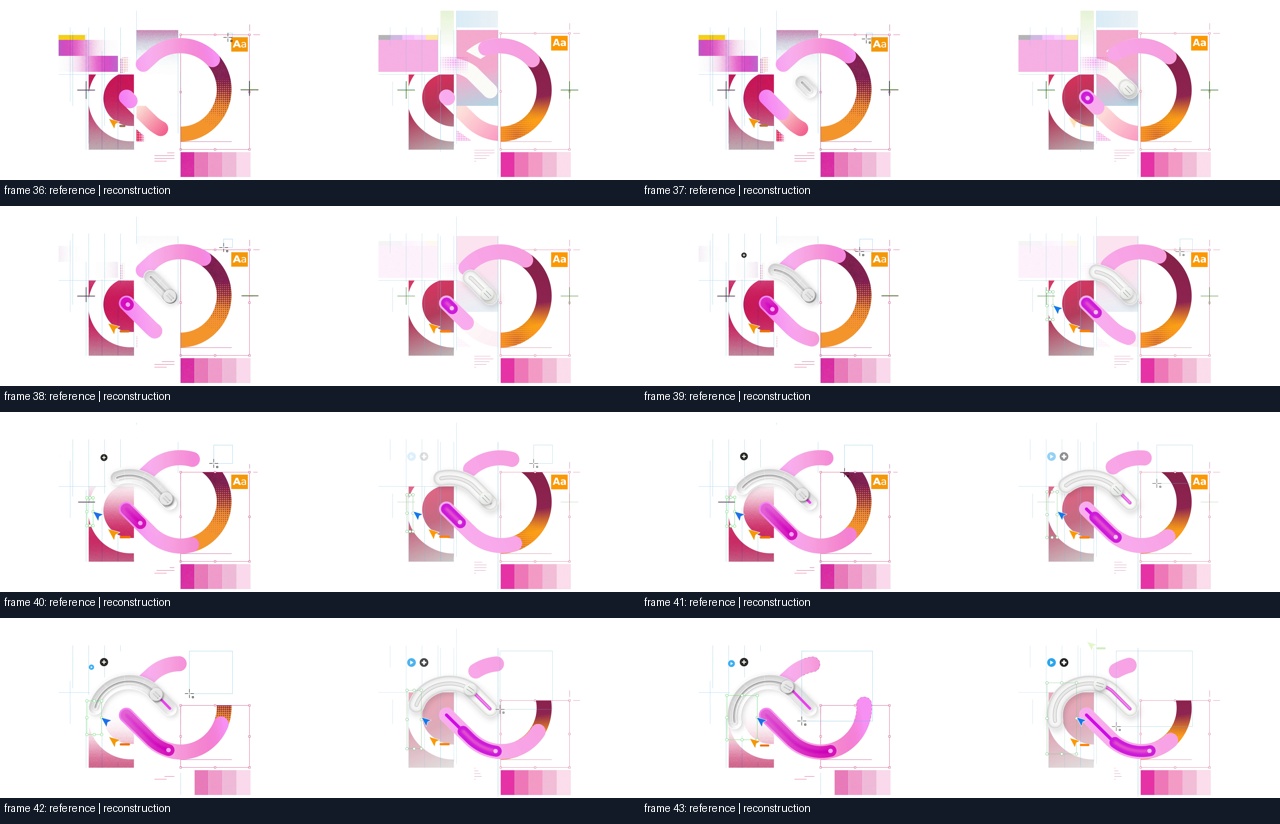 Aa
Aa
Aa
Aa
frame 36: reference | reconstruction
frame 37: reference | reconstruction
Aa
Aa
Aa
Aa
frame 38: reference | reconstruction
frame 39: reference | reconstruction
Aa
Aa
Aa
Aa
frame 40: reference | reconstruction
frame 41: reference | reconstruction
frame 42: reference | reconstruction
frame 43: reference | reconstruction